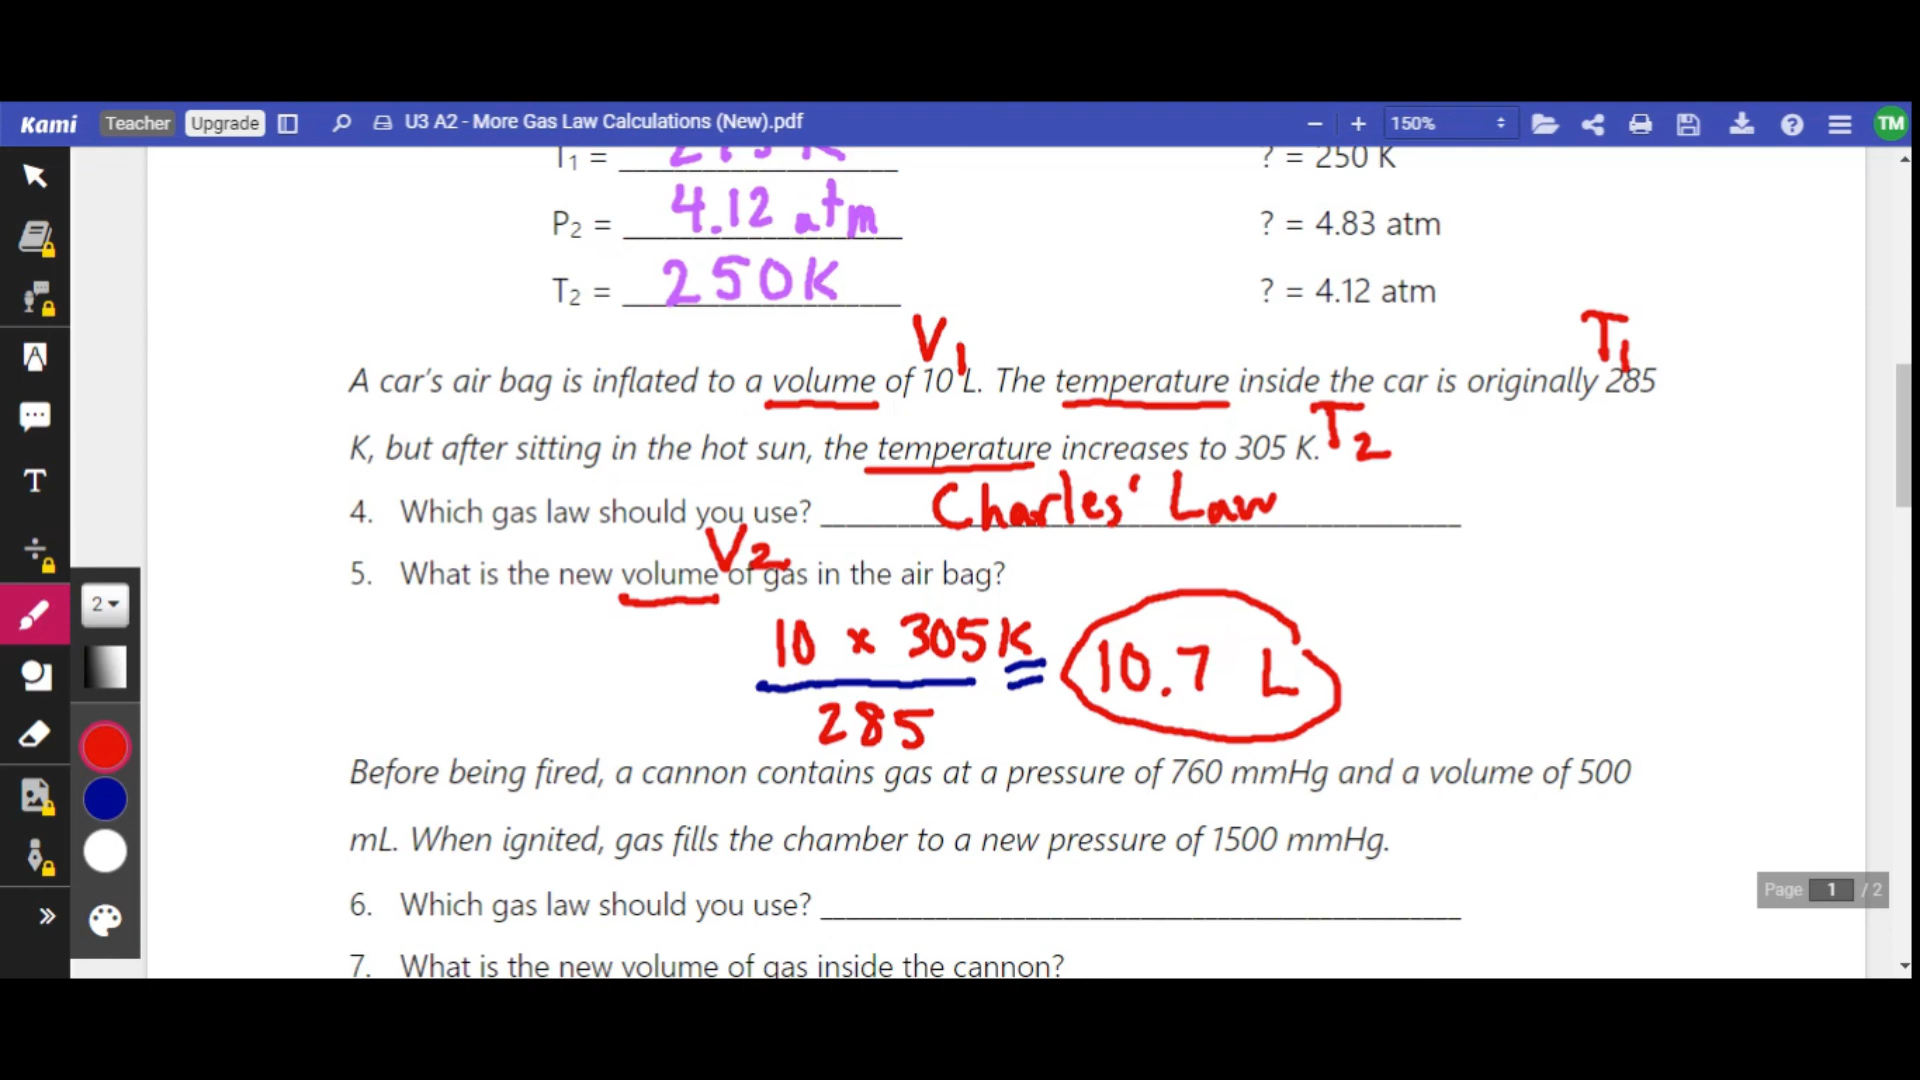 Kami Teacher Upgrade U3 A2 - More Gas Law Calculations (New).pdf 150% TM
T₁ = ? = 250 K
P₂ = 4.12 atm ? = 4.83 atm
T₂ = 250K ? = 4.12 atm
V₁ T₁
A car's air bag is inflated to a volume of 10 L. The temperature inside the car is originally 285
K, but after sitting in the hot sun, the temperature increases to 305 K. T₂
4. Which gas law should you use? Charles' Law
V₂
5. What is the new volume of gas in the air bag?
2
10 x 305K = 10.7 L
285
Before being fired, a cannon contains gas at a pressure of 760 mmHg and a volume of 500
mL. When ignited, gas fills the chamber to a new pressure of 1500 mmHg.
Page 1 / 2
6. Which gas law should you use?
7. What is the new volume of gas inside the cannon?